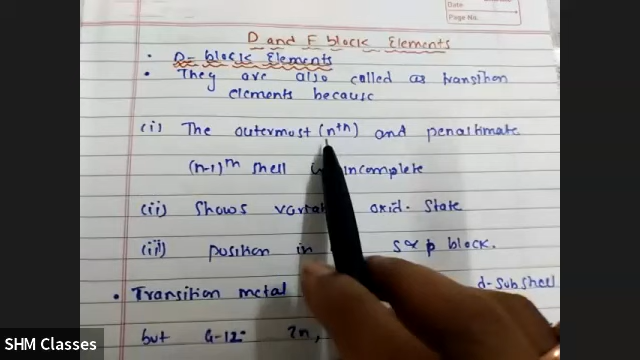 Date
Page No.
D and F block Elements
• D- block Elements
• They are also called as transition
elements because
(i) The outermost (nth) and penaltimate
(n-1)th shell incomplete
(ii) Shows oxid. State
(iii) position in s & p block.
• Transition metal d-subshell
but G-12 Zn,
SHM Classes